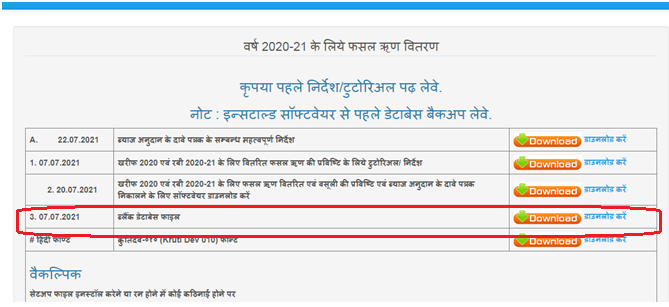 वर्ष 2020-21 के लिये फसल ऋण वितरण
कृपया पहले निर्देश/टुटोरिअल पढ़ लेवे.
नोट : इन्सटाल्ड सॉफ्टवेयर से पहले डेटाबेस बैकअप लेवे.
A. 22.07.2021 ब्याज अनुदान के दावे पत्रक के सम्बन्ध महत्वपूर्ण निर्देश Download डाउनलोड करें
1. 07.07.2021 खरीफ 2020 एवं रबी 2020-21 के लिए वितरित फसल ऋण की प्रविष्टि के लिये टुटोरिअल/ निर्देश Download डाउनलोड करें
2. 20.07.2021 खरीफ 2020 एवं रबी 2020-21 के लिए फसल ऋण वितरित एवं वसूली की प्रविष्टि एवं ब्याज अनुदान के दावे पत्रक Download डाउनलोड करें
निकालने के लिए सॉफ्टवेयर डाउनलोड करें
3. 07.07.2021 ब्लैंक डेटाबेस फाइल Download डाउनलोड करें
# हिंदी फॉण्ट कृतिदेव-०१० (Kruti Dev 010) फॉण्ट Download डाउनलोड करें
वैकल्पिक
सेटअप फाइल इनस्टॉल करेने या रन होने में कोई कठिनाई होने पर